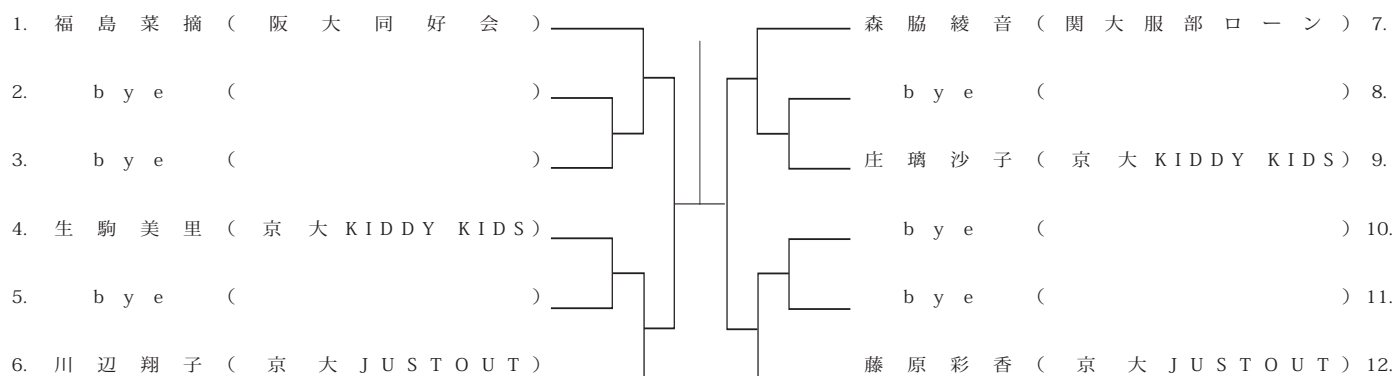 1. 福島菜摘（阪大同好会）
2. bye（ ）
3. bye（ ）
4. 生駒美里（京大KIDDY KIDS）
5. bye（ ）
6. 川辺翔子（京大JUSTOUT）
森脇綾音（関大服部ローン）7.
bye（ ）8.
庄璃沙子（京大KIDDY KIDS）9.
bye（ ）10.
bye（ ）11.
藤原彩香（京大JUSTOUT）12.